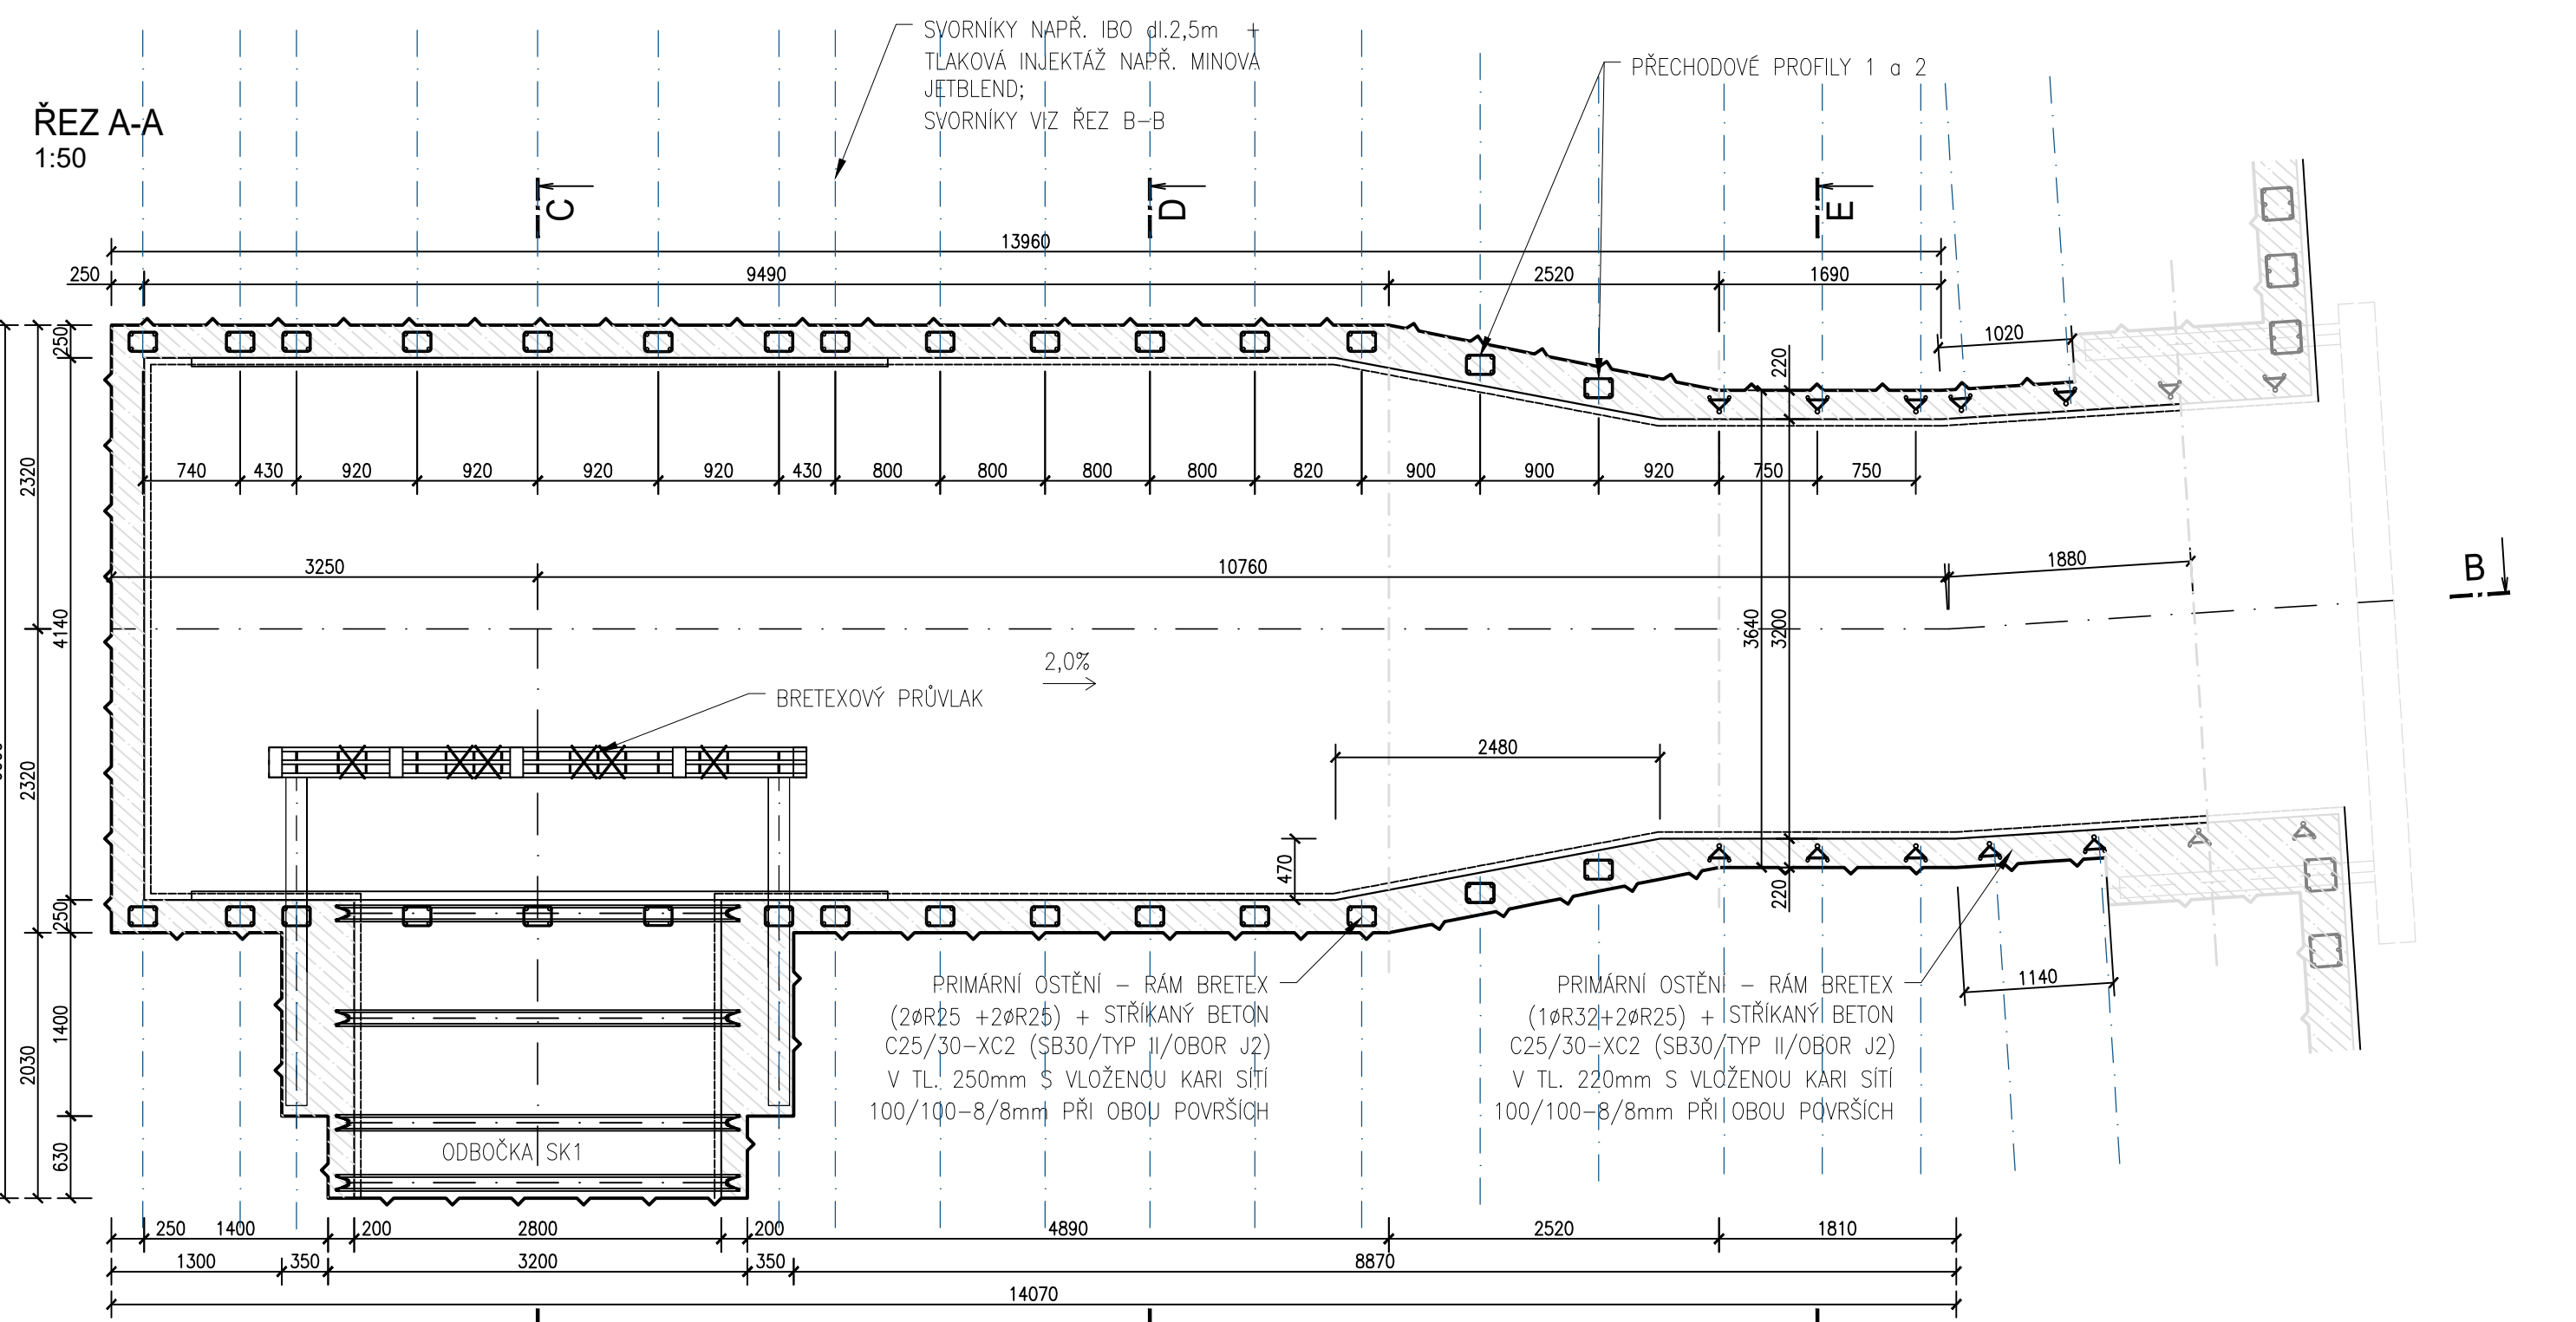 ŘEZ A-A
1:50
SVORNÍKY NAPŘ. IBO dl.2,5m +
TLAKOVÁ INJEKTÁŽ NAPŘ. MINOVA
JETBLEND;
SVORNÍKY VIZ ŘEZ B-B
PŘECHODOVÉ PROFILY 1 a 2
C
D
E
13960
250
9490
2520
1690
1020
250
220
2320
740
430
920
920
920
920
430
800
800
800
800
820
900
900
920
750
750
3250
10760
1880
B
4140
3640
3200
2,0%
BRETEXOVÝ PRŮVLAK
2480
2320
470
250
220
PRIMÁRNÍ OSTĚNÍ - RÁM BRETEX
(2øR25 +2øR25) + STŘÍKANÝ BETON
C25/30-XC2 (SB30/TYP II/OBOR J2)
V TL. 250mm S VLOŽENOU KARI SÍTÍ
100/100-8/8mm PŘI OBOU POVRŠÍCH
PRIMÁRNÍ OSTĚNÍ - RÁM BRETEX
(1øR32+2øR25) + STŘÍKANÝ BETON
C25/30-XC2 (SB30/TYP II/OBOR J2)
V TL. 220mm S VLOŽENOU KARI SÍTÍ
100/100-8/8mm PŘI OBOU POVRŠÍCH
1140
1400
2030
630
ODBOČKA SK1
250
1400
200
2800
200
4890
2520
1810
1300
350
3200
350
8870
14070